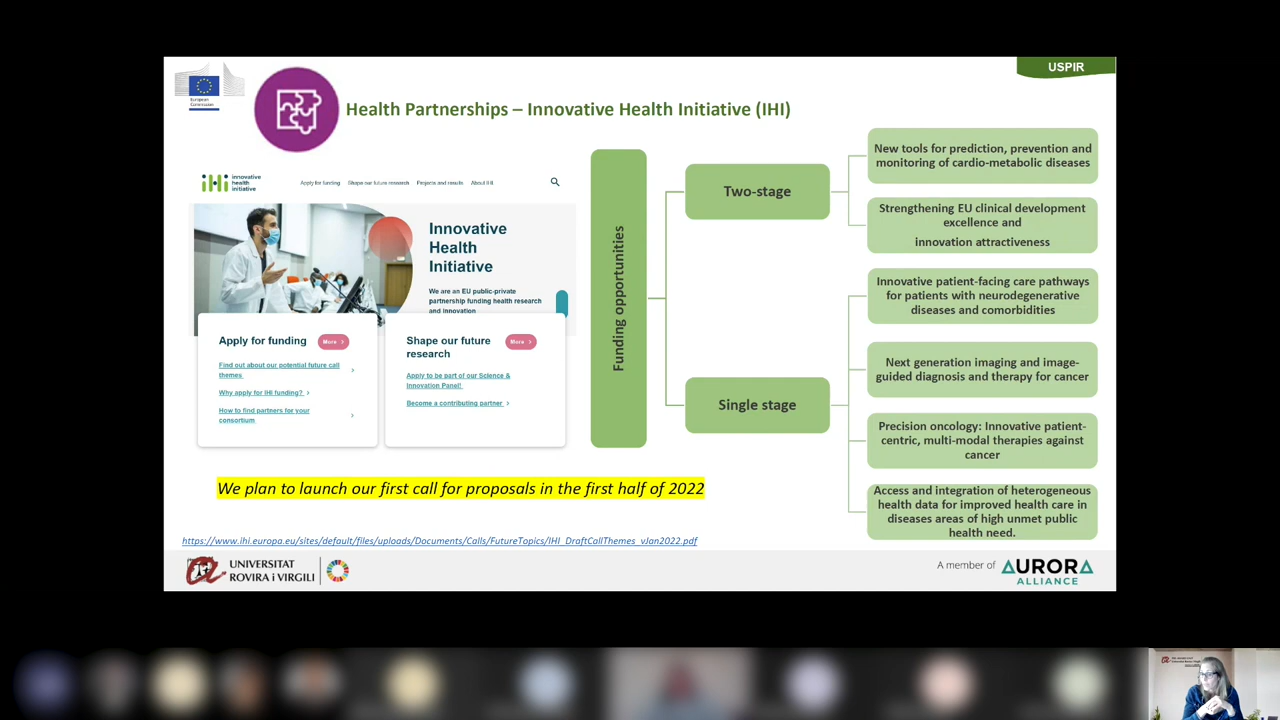 European
Commission
USPIR
Health Partnerships – Innovative Health Initiative (IHI)
innovative
health
initiative
Apply for funding Shape our future research Projects and results About IHI
Innovative
Health
Initiative
We are an EU public-private
partnership funding health research
and innovation
Apply for funding
More
Find out about our potential future call
themes
Why apply for IHI funding?
How to find partners for your
consortium
Shape our future
research
More
Apply to be part of our Science &
Innovation Panel!
Become a contributing partner
Funding opportunities
Two-stage
New tools for prediction, prevention and
monitoring of cardio-metabolic diseases
Strengthening EU clinical development
excellence and
innovation attractiveness
Single stage
Innovative patient-facing care pathways
for patients with neurodegenerative
diseases and comorbidities
Next generation imaging and image-
guided diagnosis and therapy for cancer
Precision oncology: Innovative patient-
centric, multi-modal therapies against
cancer
Access and integration of heterogeneous
health data for improved health care in
diseases areas of high unmet public
health need.
We plan to launch our first call for proposals in the first half of 2022
https://www.ihi.europa.eu/sites/default/files/uploads/Documents/Calls/FutureTopics/IHI_DraftCallThemes_vJan2022.pdf
UNIVERSITAT
ROVIRA i VIRGILI
A member of
AURORA
ALLIANCE